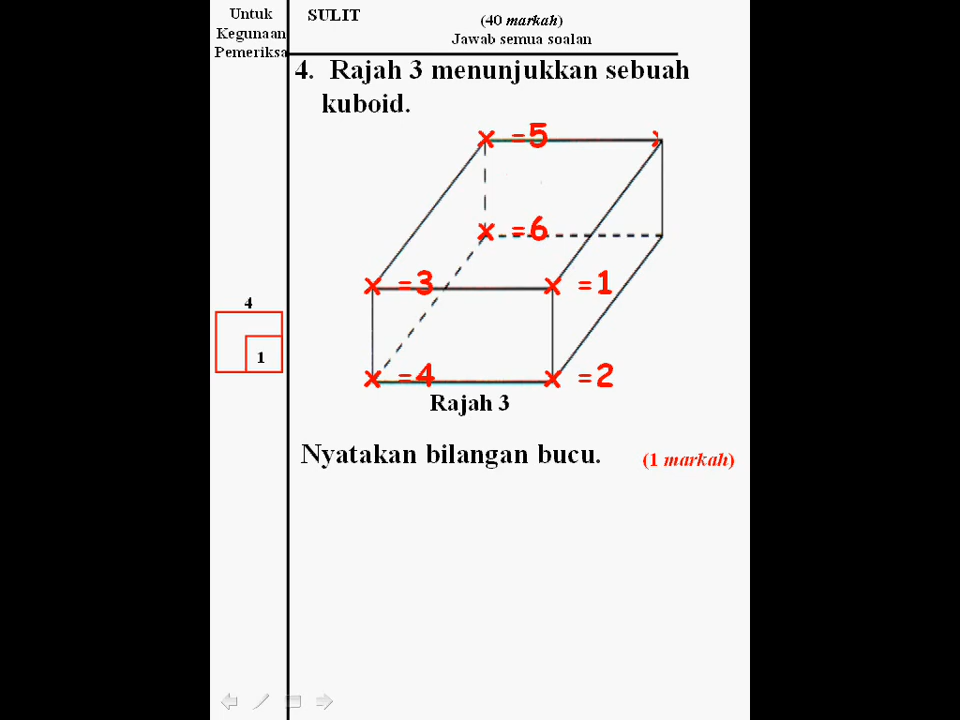 Untuk
Kegunaan
Pemeriksa
SULIT
(40 markah)
Jawab semua soalan
4. Rajah 3 menunjukkan sebuah
kuboid.
x =5
x =6
x =3
x =1
x =4
x =2
Rajah 3
4
1
Nyatakan bilangan bucu.
(1 markah)